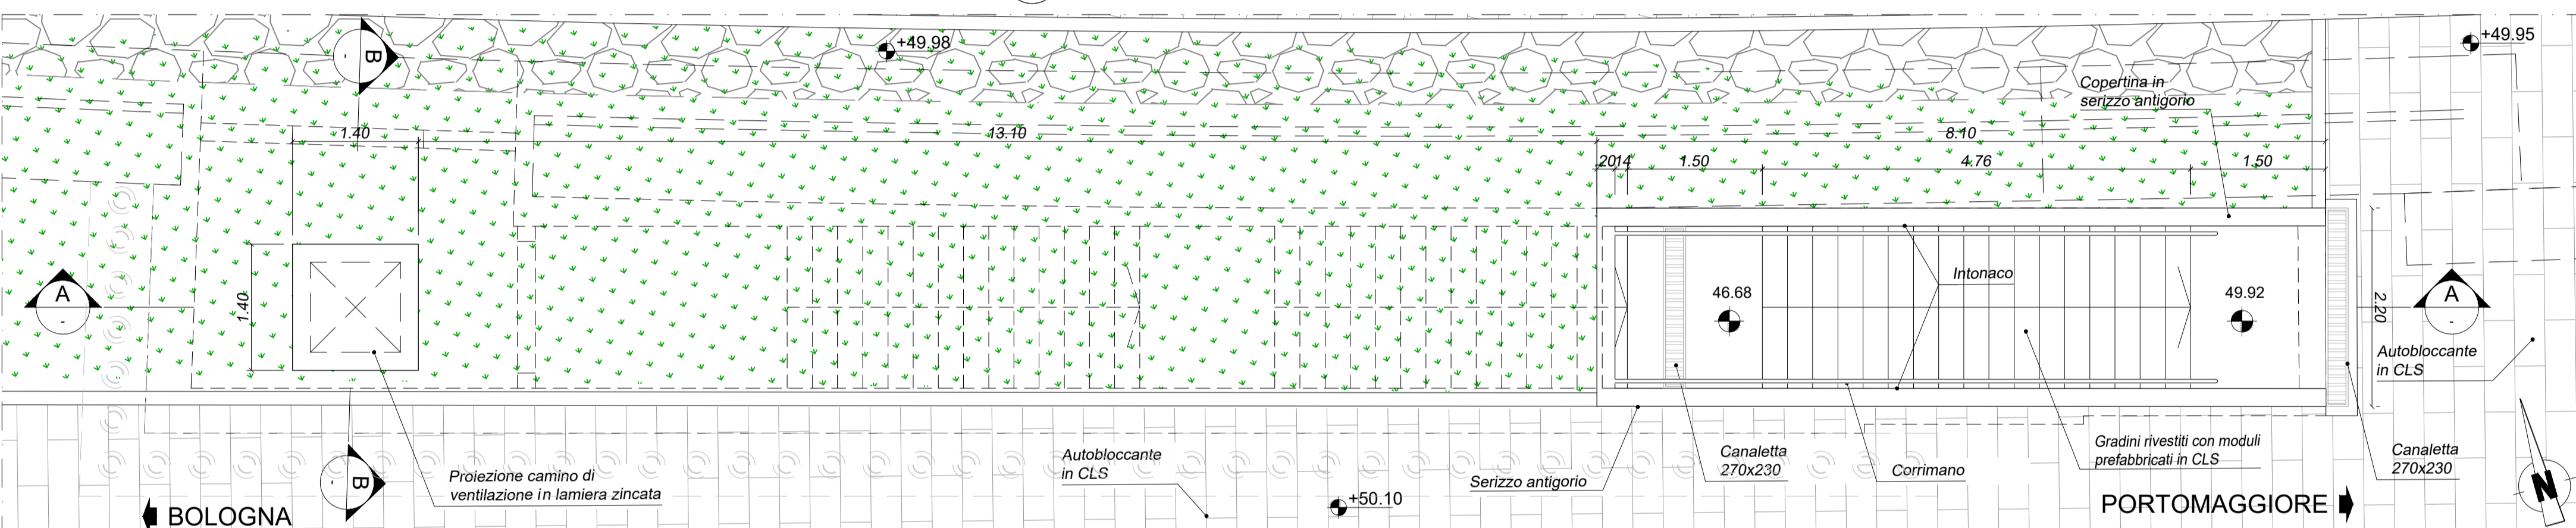 +49.98
+49.95
B
Copertina in
serizzo antigorio
1.40
13.10
8.10
20
14
1.50
4.76
1.50
Intonaco
46.68
49.92
A
-
1.40
A
-
2.20
Autobloccante
in CLS
Autobloccante
in CLS
Canaletta
270x230
Gradini rivestiti con moduli
prefabbricati in CLS
Canaletta
270x230
Proiezione camino di
ventilazione in lamiera zincata
Serizzo antigorio
Corrimano
B
+50.10
BOLOGNA
PORTOMAGGIORE
N